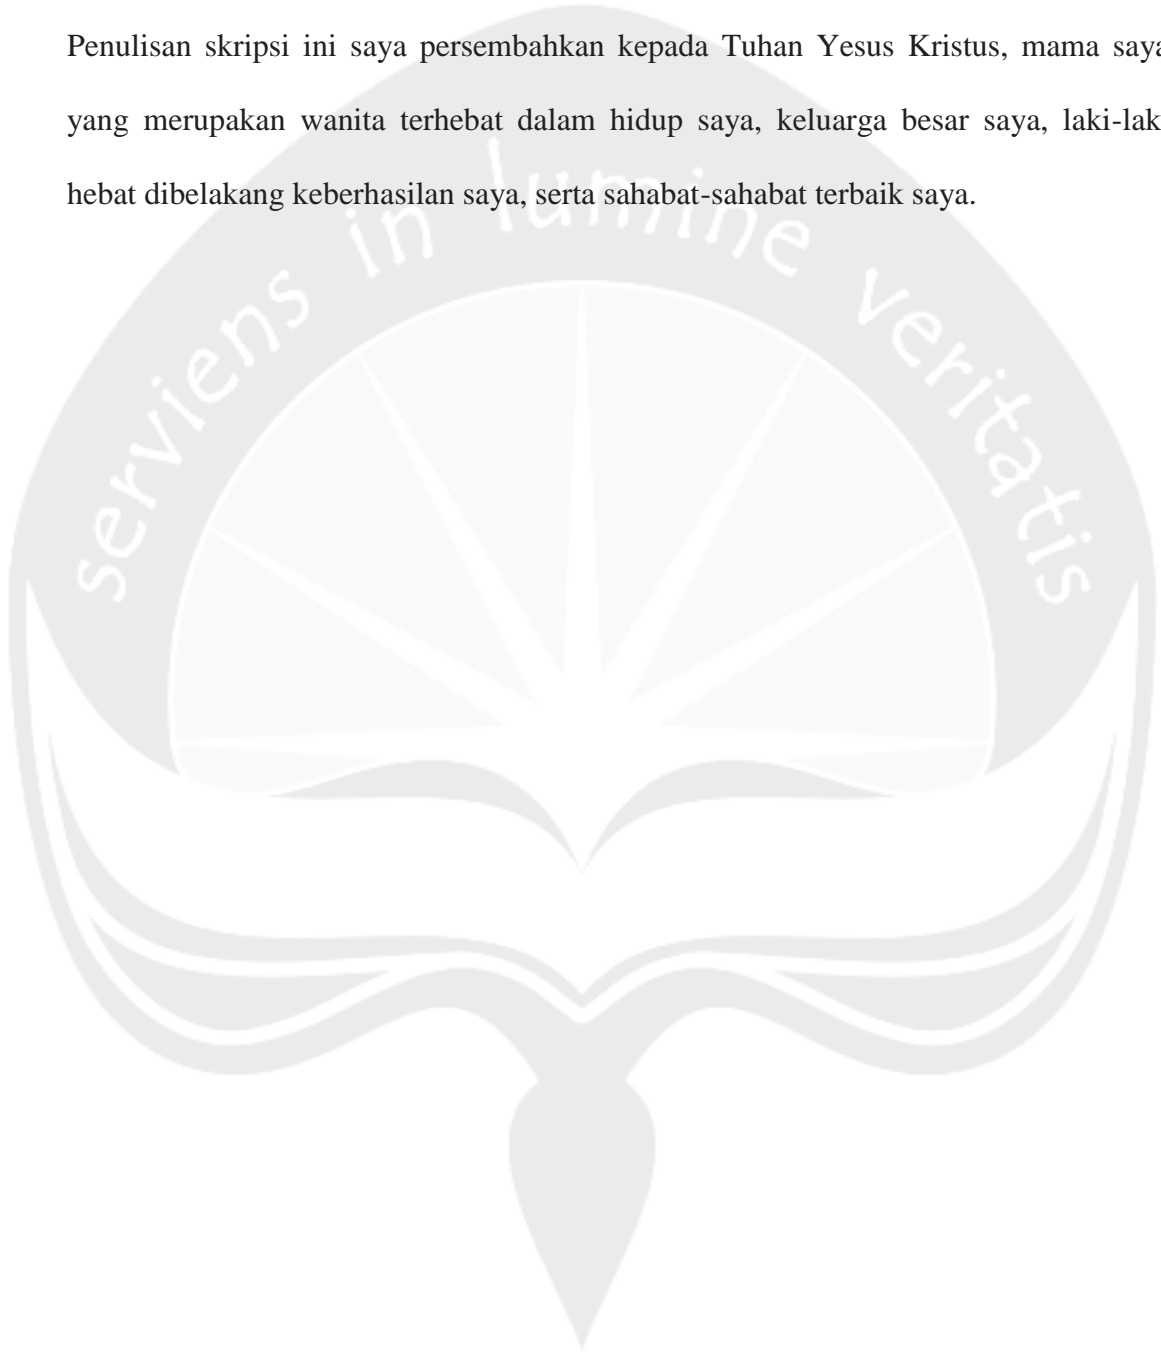 Penulisan skripsi ini saya persembahkan kepada Tuhan Yesus Kristus, mama saya
yang merupakan wanita terhebat dalam hidup saya, keluarga besar saya, laki-lak
hebat dibelakang keberhasilan saya, serta sahabat-sahabat terbaik saya.
serviens in lumine veritatis